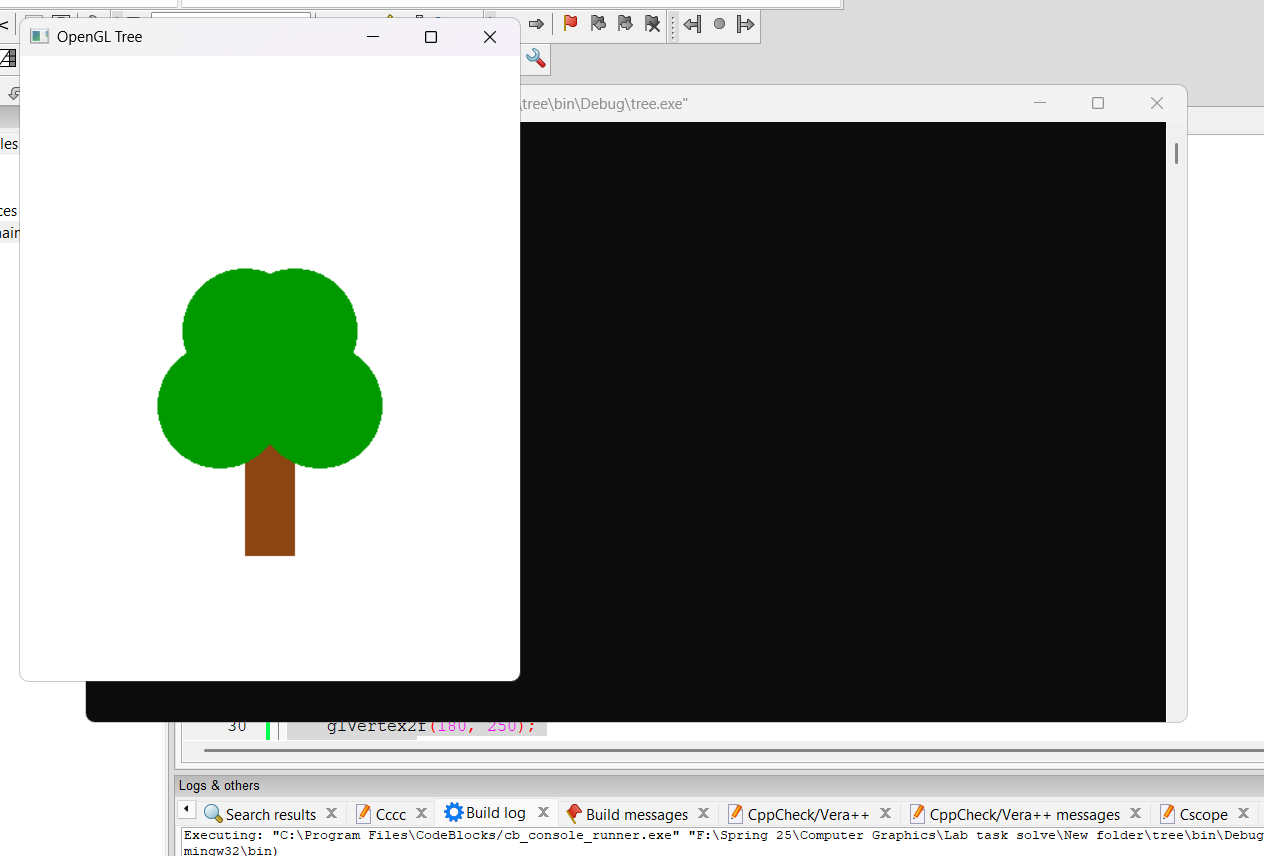 OpenGL Tree
\tree\bin\Debug\tree.exe"
les
ces
30 glVertex2f(180, 250);
Logs & others
Search results Cccc Build log Build messages CppCheck/Vera++ CppCheck/Vera++ messages Cscope
Executing: "C:\Program Files\CodeBlocks/cb_console_runner.exe" "F:\Spring 25\Computer Graphics\Lab task solve\New folder\tree\bin\Debug
mingw32\bin)